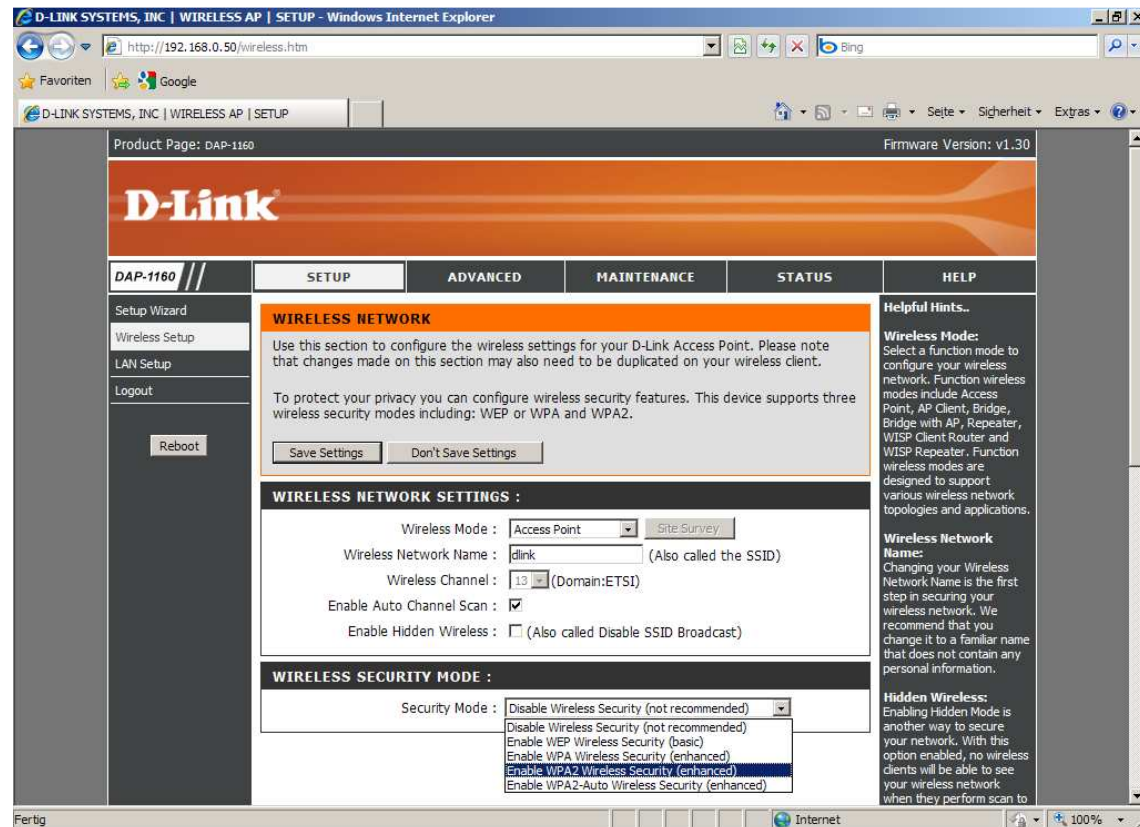 D-LINK SYSTEMS, INC | WIRELESS AP | SETUP - Windows Internet Explorer
http://192.168.0.50/wireless.htm
Bing
Favoriten
Google
D-LINK SYSTEMS, INC | WIRELESS AP | SETUP
Seite
Sicherheit
Extras
Product Page: DAP-1160
Firmware Version: v1.30
D-Link
DAP-1160
SETUP
ADVANCED
MAINTENANCE
STATUS
HELP
Setup Wizard
Wireless Setup
LAN Setup
Logout
Reboot
WIRELESS NETWORK
Use this section to configure the wireless settings for your D-Link Access Point. Please note
that changes made on this section may also need to be duplicated on your wireless client.
To protect your privacy you can configure wireless security features. This device supports three
wireless security modes including: WEP or WPA and WPA2.
Save Settings
Don't Save Settings
WIRELESS NETWORK SETTINGS :
Wireless Mode : Access Point Site Survey
Wireless Network Name : dlink (Also called the SSID)
Wireless Channel : 13 (Domain:ETSI)
Enable Auto Channel Scan :
Enable Hidden Wireless : (Also called Disable SSID Broadcast)
WIRELESS SECURITY MODE :
Security Mode : Disable Wireless Security (not recommended)
Disable Wireless Security (not recommended)
Enable WEP Wireless Security (basic)
Enable WPA Wireless Security (enhanced)
Enable WPA2 Wireless Security (enhanced)
Enable WPA2-Auto Wireless Security (enhanced)
Helpful Hints..
Wireless Mode:
Select a function mode to
configure your wireless
network. Function wireless
modes include Access
Point, AP Client, Bridge,
Bridge with AP, Repeater,
WISP Client Router and
WISP Repeater. Function
wireless modes are
designed to support
various wireless network
topologies and applications.
Wireless Network
Name:
Changing your Wireless
Network Name is the first
step in securing your
wireless network. We
recommend that you
change it to a familiar name
that does not contain any
personal information.
Hidden Wireless:
Enabling Hidden Mode is
another way to secure
your network. With this
option enabled, no wireless
clients will be able to see
your wireless network
when they perform scan to
Fertig
Internet
100%